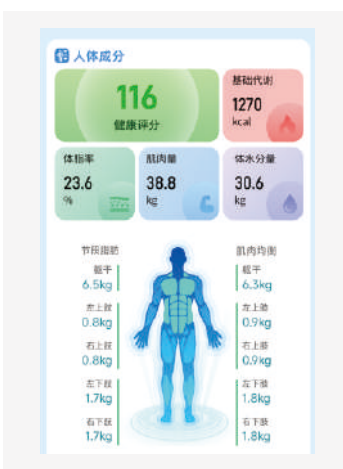 人体成分
116
健康评分
基础代谢
1270
kcal
体脂率
23.6
%
肌肉量
38.8
kg
体水分量
30.6
kg
节段脂肪
躯干
6.5kg
左上肢
0.8kg
右上肢
0.8kg
左下肢
1.7kg
右下肢
1.7kg
肌肉均衡
躯干
6.3kg
左上肢
0.9kg
右上肢
0.9kg
左下肢
1.8kg
右下肢
1.8kg